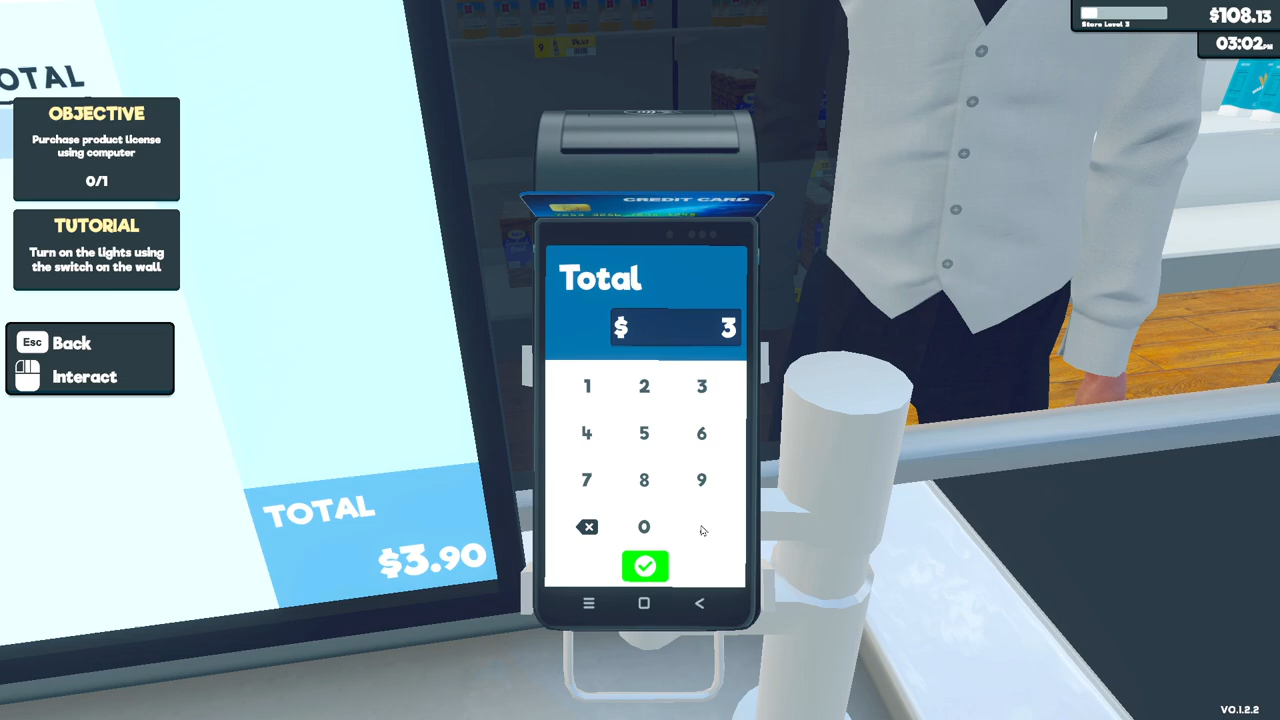 OTAL
OBJECTIVE
Purchase product license
using computer
0/1
TUTORIAL
Turn on the lights using
the switch on the wall
Esc Back
Interact
TOTAL
$3.90
CREDIT CARD
Total
$ 3
1 2 3
4 5 6
7 8 9
0
Store Level 3
$108.13
03:02PM
V0.1.2.2